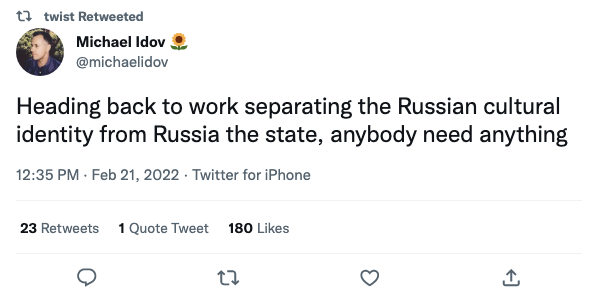 twist Retweeted
Michael Idov 🌻
@michaelidov
Heading back to work separating the Russian cultural
identity from Russia the state, anybody need anything
12:35 PM · Feb 21, 2022 · Twitter for iPhone
23 Retweets 1 Quote Tweet 180 Likes